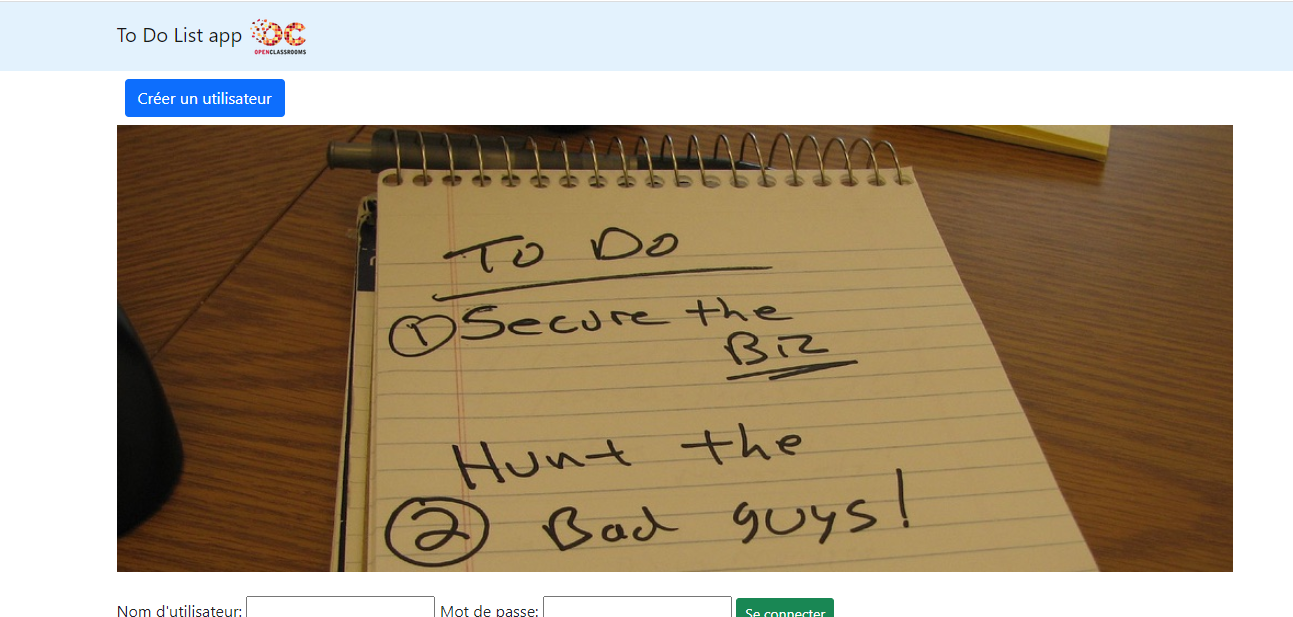 To Do List app
OC
OPENCLASSROOMS
Créer un utilisateur
To Do
1 Secure the
Biz
Hunt the
2 Bad guys!
Nom d'utilisateur: Mot de passe: Se connecter